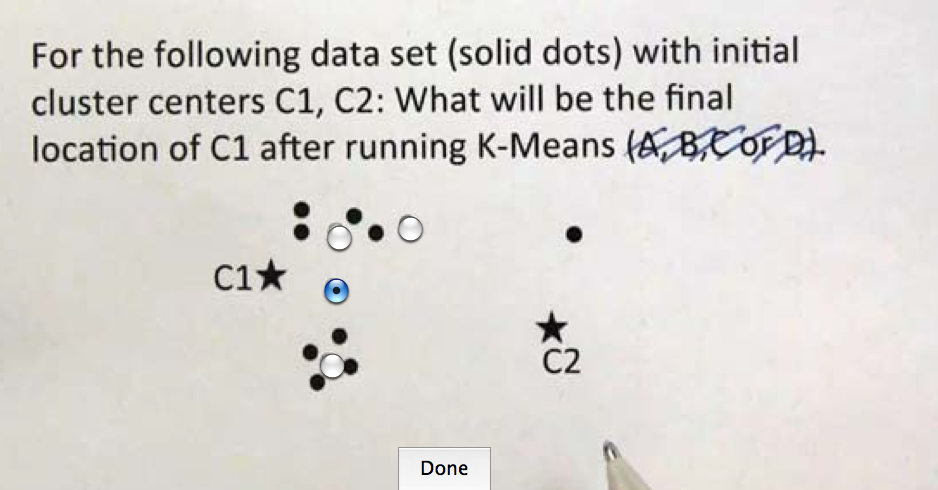 For the following data set (solid dots) with initial
cluster centers C1, C2: What will be the final
location of C1 after running K-Means (A, B,C or D).
C1
C2
Done